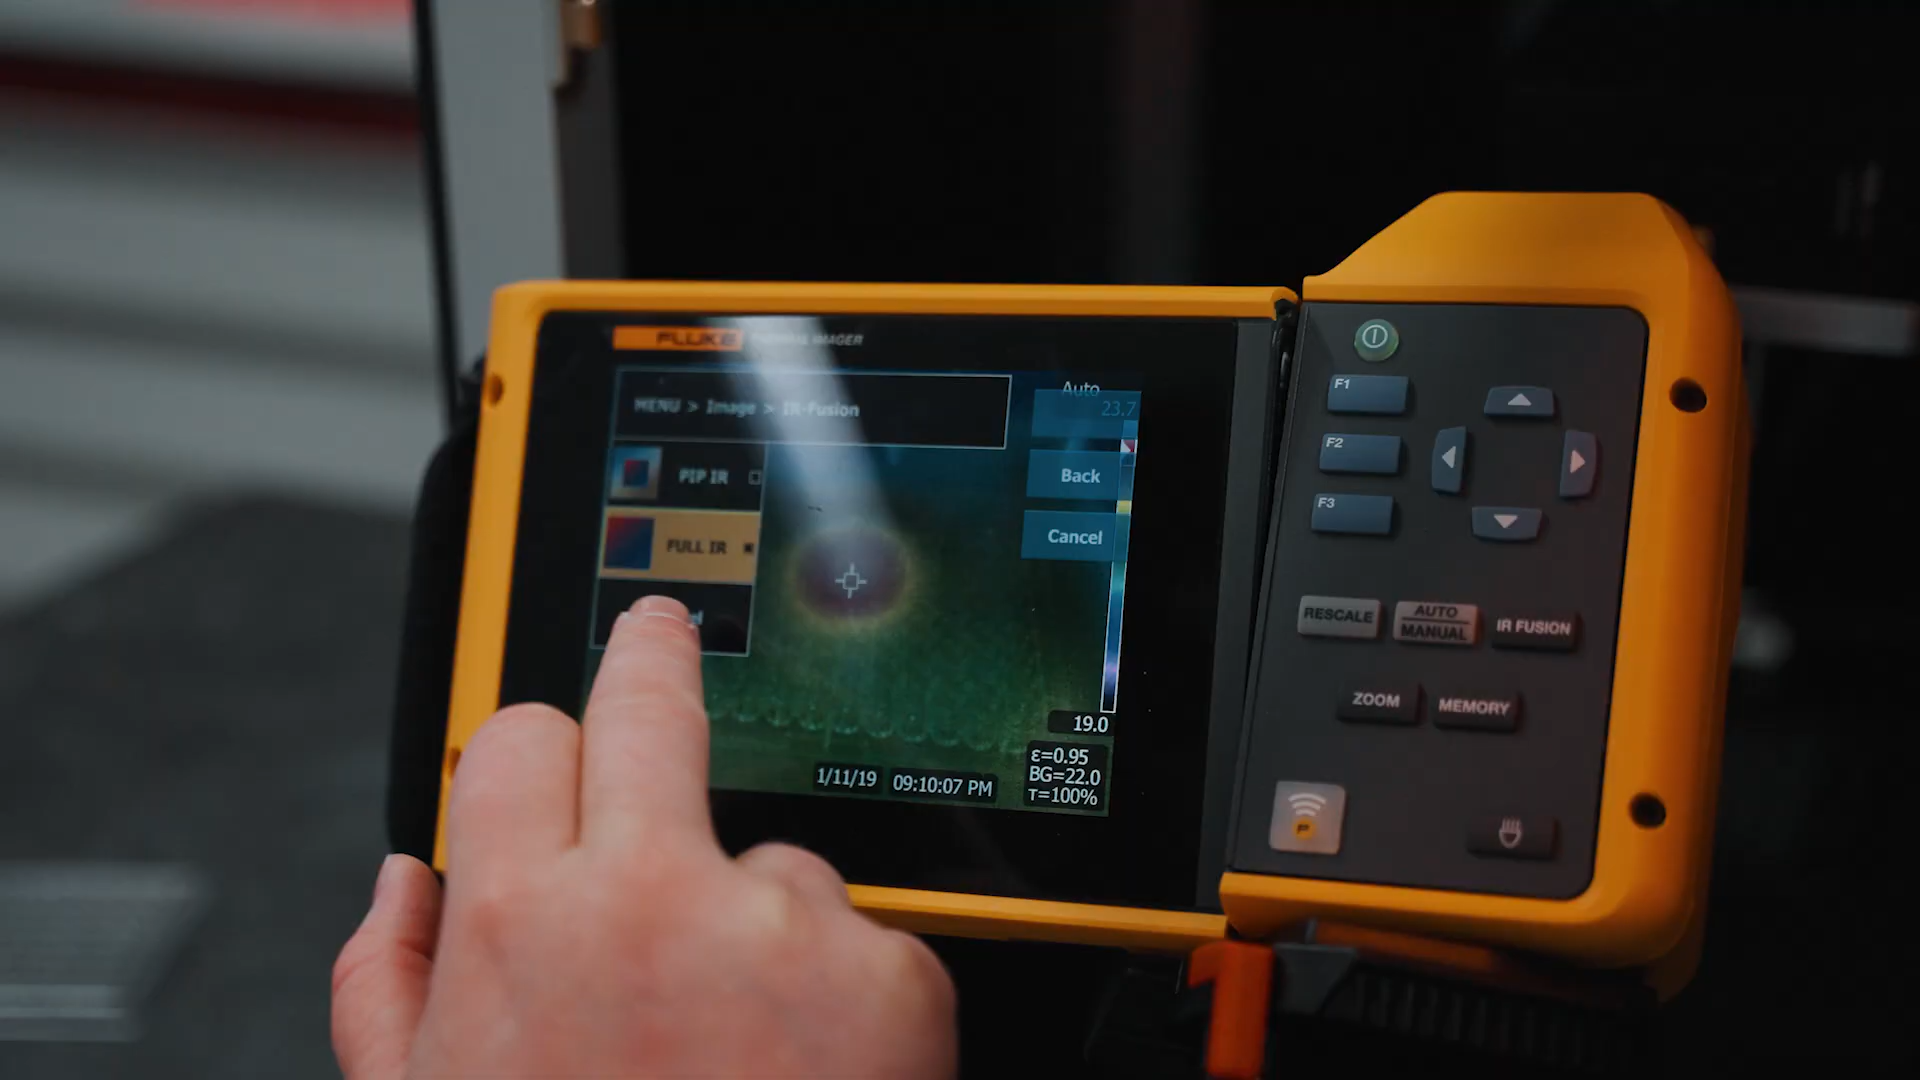 FLUKE THERMAL IMAGER
MENU > Image > IR-Fusion
Auto
23.7
PIP IR
Back
FULL IR
Cancel
19.0
ε=0.95
BG=22.0
τ=100%
1/11/19 09:10:07 PM
F1
F2
F3
RESCALE
AUTO
MANUAL
IR FUSION
ZOOM
MEMORY
P